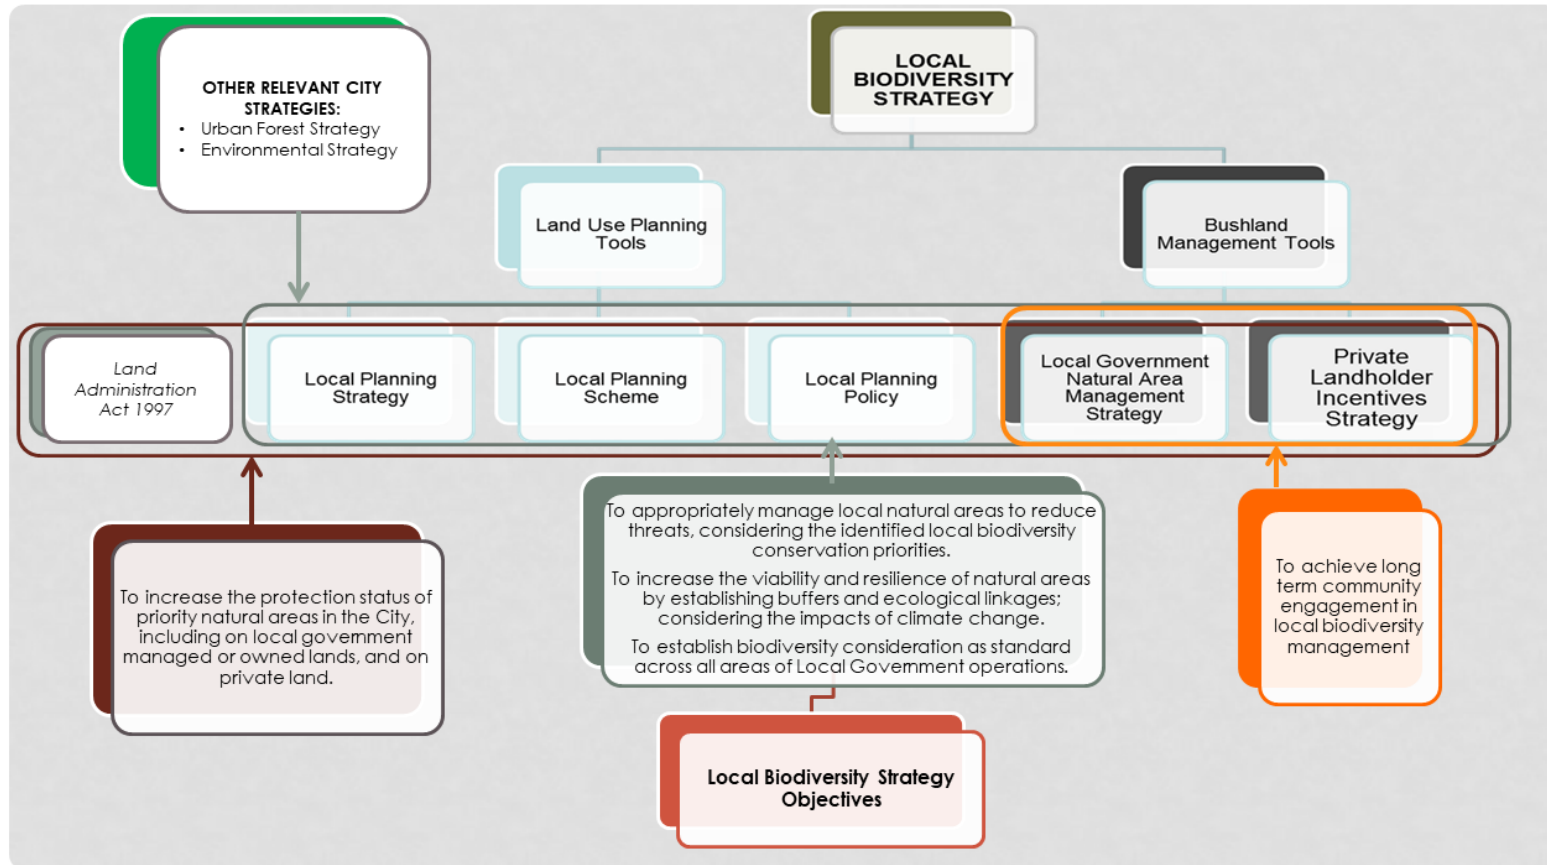 OTHER RELEVANT CITY
STRATEGIES:
• Urban Forest Strategy
• Environmental Strategy
LOCAL
BIODIVERSITY
STRATEGY
Land Use Planning
Tools
Bushland
Management Tools
Land
Administration
Act 1997
Local Planning
Strategy
Local Planning
Scheme
Local Planning
Policy
Local Government
Natural Area
Management
Strategy
Private
Landholder
Incentives
Strategy
To increase the protection status of
priority natural areas in the City,
including on local government
managed or owned lands, and on
private land.
To appropriately manage local natural areas to reduce
threats, considering the identified local biodiversity
conservation priorities.
To increase the viability and resilience of natural areas
by establishing buffers and ecological linkages;
considering the impacts of climate change.
To establish biodiversity consideration as standard
across all areas of Local Government operations.
To achieve long
term community
engagement in
local biodiversity
management
Local Biodiversity Strategy
Objectives